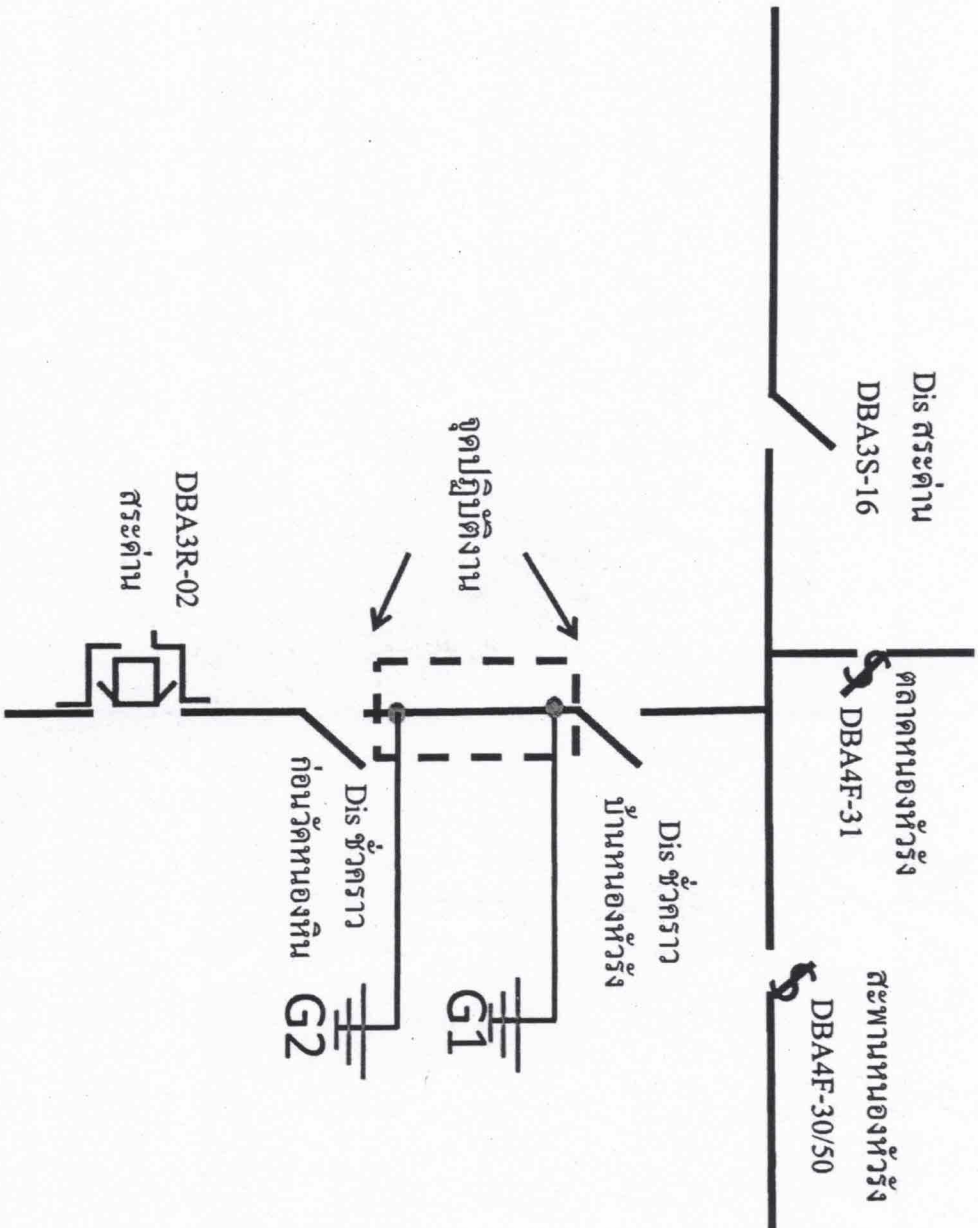 Dis สระด่าน
DBA3S-16
ตลาดหนองหัวรัง
DBA4F-31
สะพานหนองหัวรัง
DBA4F-30/50
Dis ชั่วคราว
บ้านหนองหัวรัง
จุดปฏิบัติงาน
G1
Dis ชั่วคราว
ก่อนวัดหนองหิน
G2
DBA3R-02
สระด่าน